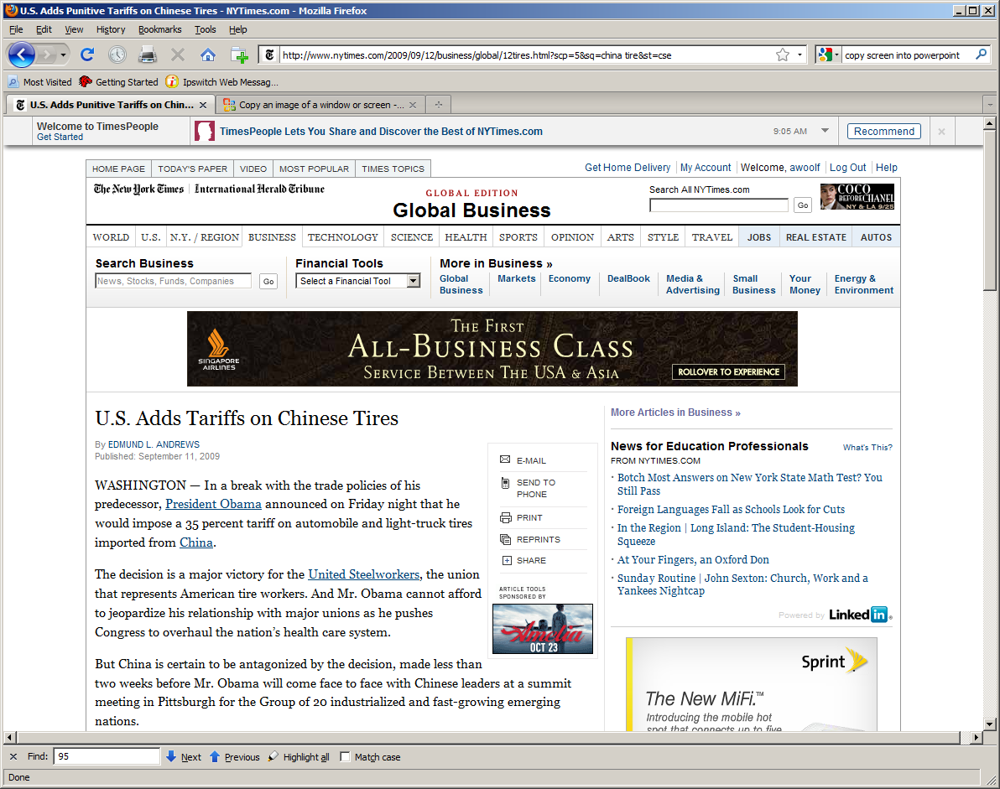 U.S. Adds Punitive Tariffs on Chinese Tires - NYTimes.com - Mozilla Firefox
File Edit View History Bookmarks Tools Help
http://www.nytimes.com/2009/09/12/business/global/12tires.html?scp=5&sq=china tire&st=cse
copy screen into powerpoint
Most Visited Getting Started Ipswitch Web Messag...
U.S. Adds Punitive Tariffs on Chin... Copy an image of a window or screen -...
Welcome to TimesPeople
Get Started
TimesPeople Lets You Share and Discover the Best of NYTimes.com
9:05 AM
Recommend
HOME PAGE TODAY'S PAPER VIDEO MOST POPULAR TIMES TOPICS
Get Home Delivery My Account Welcome, awoolf Log Out Help
The New York Times International Herald Tribune
GLOBAL EDITION
Global Business
Search All NYTimes.com
Go
COCO
BEFORE CHANEL
NY & LA 9/25
WORLD U.S. N.Y. / REGION BUSINESS TECHNOLOGY SCIENCE HEALTH SPORTS OPINION ARTS STYLE TRAVEL JOBS REAL ESTATE AUTOS
Search Business
News, Stocks, Funds, Companies
Go
Financial Tools
Select a Financial Tool
More in Business »
Global Business
Markets
Economy
DealBook
Media & Advertising
Small Business
Your Money
Energy & Environment
SINGAPORE
AIRLINES
THE FIRST
ALL-BUSINESS CLASS
SERVICE BETWEEN THE USA & ASIA
ROLLOVER TO EXPERIENCE
U.S. Adds Tariffs on Chinese Tires
By EDMUND L. ANDREWS
Published: September 11, 2009
WASHINGTON — In a break with the trade policies of his
predecessor, President Obama announced on Friday night that he
would impose a 35 percent tariff on automobile and light-truck tires
imported from China.
The decision is a major victory for the United Steelworkers, the union
that represents American tire workers. And Mr. Obama cannot afford
to jeopardize his relationship with major unions as he pushes
Congress to overhaul the nation's health care system.
But China is certain to be antagonized by the decision, made less than
two weeks before Mr. Obama will come face to face with Chinese leaders at a summit
meeting in Pittsburgh for the Group of 20 industrialized and fast-growing emerging
nations.
E-MAIL
SEND TO
PHONE
PRINT
REPRINTS
SHARE
ARTICLE TOOLS
SPONSORED BY
Amelia
OCT 23
More Articles in Business »
News for Education Professionals
What's This?
FROM NYTIMES.COM
· Botch Most Answers on New York State Math Test? You
Still Pass
· Foreign Languages Fall as Schools Look for Cuts
· In the Region | Long Island: The Student-Housing
Squeeze
· At Your Fingers, an Oxford Don
· Sunday Routine | John Sexton: Church, Work and a
Yankees Nightcap
Powered by Linked in
Sprint
The New MiFi.™
Introducing the mobile hot
spot that connects up to five
Find: 95 Next Previous Highlight all Match case
Done